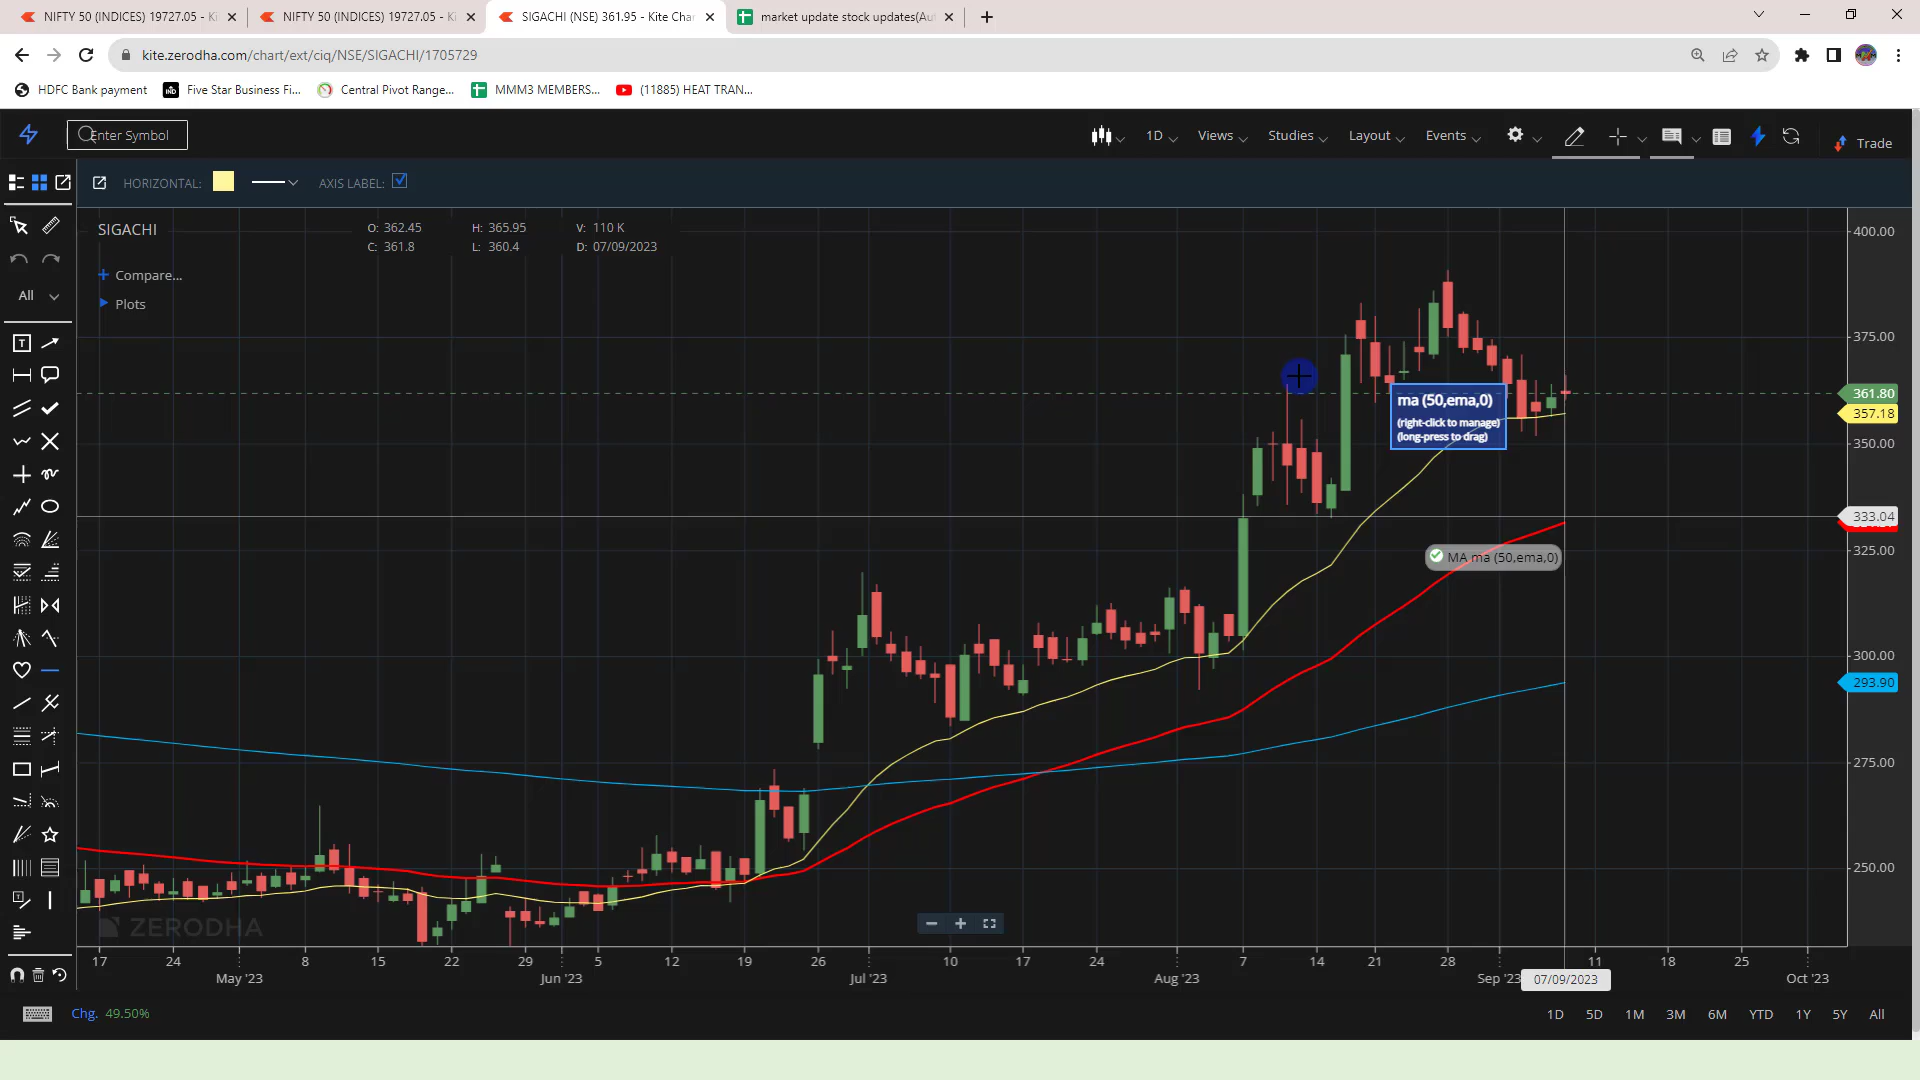 NIFTY 50 (INDICES) 19727.05 - Ki
NIFTY 50 (INDICES) 19727.05 - Ki
SIGACHI (NSE) 361.95 - Kite Char
market update stock updates(Au
kite.zerodha.com/chart/ext/ciq/NSE/SIGACHI/1705729
HDFC Bank payment
Five Star Business Fi...
Central Pivot Range...
MMM3 MEMBERS...
(11885) HEAT TRAN...
Enter Symbol
1D
Views
Studies
Layout
Events
Trade
HORIZONTAL:
AXIS LABEL:
SIGACHI
O: 362.45
H: 365.95
V: 110 K
C: 361.8
L: 360.4
D: 07/09/2023
Compare...
Plots
All
400.00
375.00
361.80
357.18
350.00
333.04
325.00
300.00
293.90
275.00
250.00
ma (50,ema,0)
(right-click to manage)
(long-press to drag)
MA ma (50,ema,0)
ZERODHA
17
24
May '23
8
15
22
29
Jun '23
5
12
19
26
Jul '23
10
17
24
Aug '23
7
14
21
28
Sep '23
07/09/2023
11
18
25
Oct '23
Chg. 49.50%
1D
5D
1M
3M
6M
YTD
1Y
5Y
All